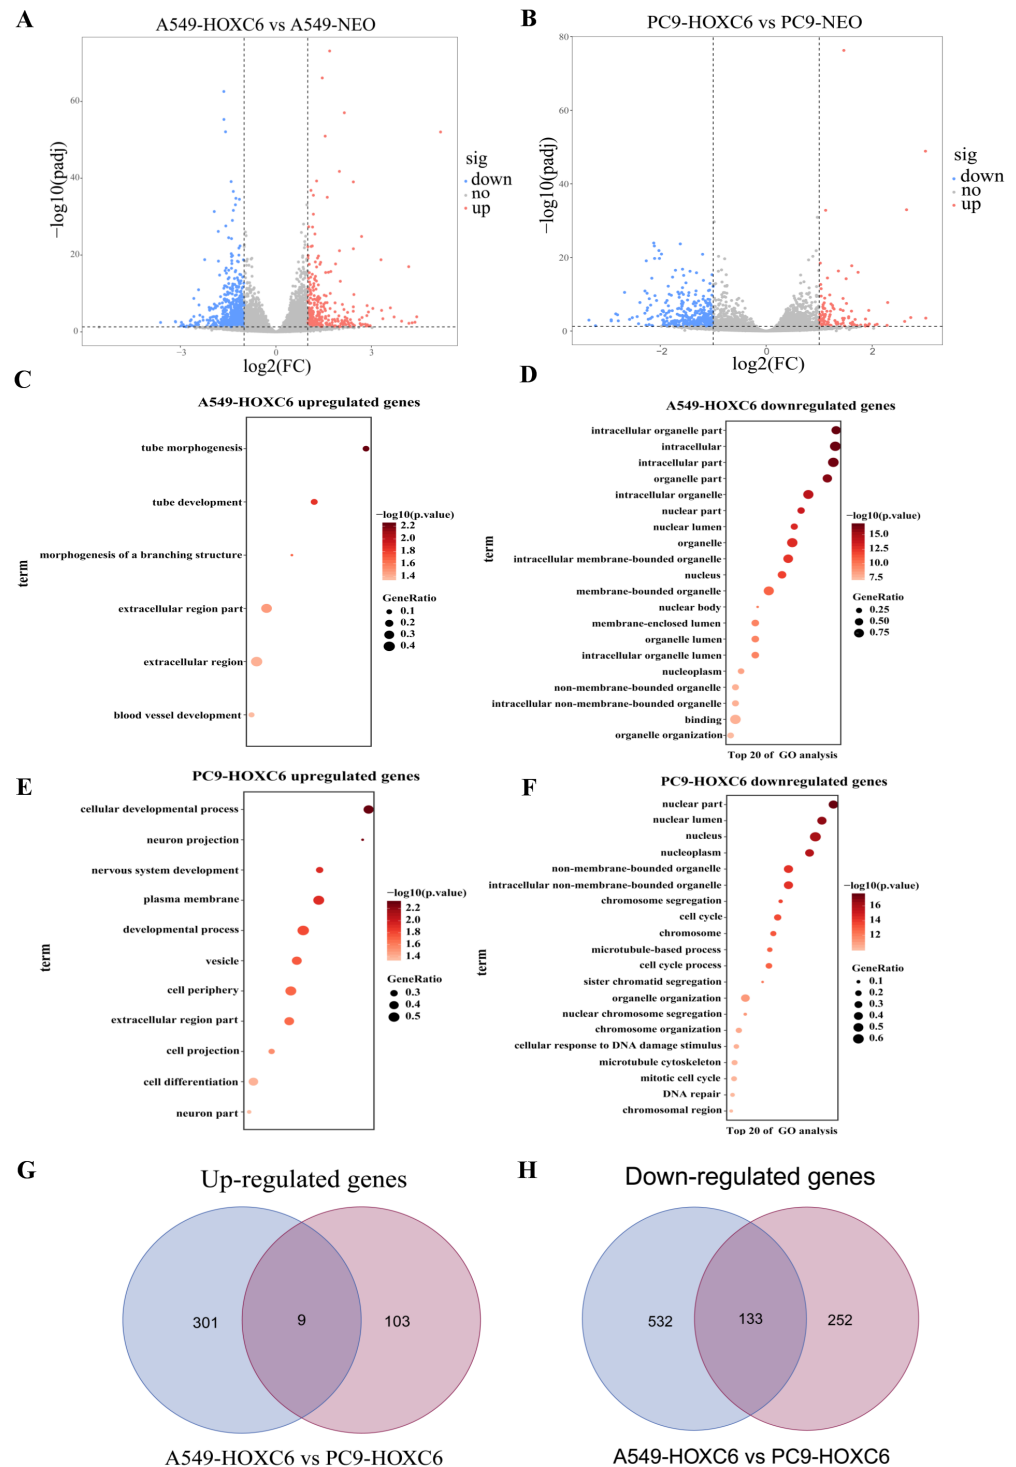 A
A549-HOXC6 vs A549-NEO
−log10(padj)
60
40
20
0
−3
0
3
log2(FC)
sig
down
no
up
B
PC9-HOXC6 vs PC9-NEO
−log10(padj)
80
60
40
20
0
−2
0
2
log2(FC)
sig
down
no
up
C
A549-HOXC6 upregulated genes
term
tube morphogenesis
tube development
morphogenesis of a branching structure
extracellular region part
extracellular region
blood vessel development
−log10(p.value)
2.2
2.0
1.8
1.6
1.4
GeneRatio
0.1
0.2
0.3
0.4
D
A549-HOXC6 downregulated genes
term
intracellular organelle part
intracellular
intracellular part
organelle part
intracellular organelle
nuclear part
nuclear lumen
organelle
intracellular membrane-bounded organelle
nucleus
membrane-bounded organelle
nuclear body
membrane-enclosed lumen
organelle lumen
intracellular organelle lumen
nucleoplasm
non-membrane-bounded organelle
intracellular non-membrane-bounded organelle
binding
organelle organization
Top 20 of GO analysis
−log10(p.value)
15.0
12.5
10.0
7.5
GeneRatio
0.25
0.50
0.75
E
PC9-HOXC6 upregulated genes
term
cellular developmental process
neuron projection
nervous system development
plasma membrane
developmental process
vesicle
cell periphery
extracellular region part
cell projection
cell differentiation
neuron part
−log10(p.value)
2.2
2.0
1.8
1.6
1.4
GeneRatio
0.3
0.4
0.5
F
PC9-HOXC6 downregulated genes
term
nuclear part
nuclear lumen
nucleus
nucleoplasm
non-membrane-bounded organelle
intracellular non-membrane-bounded organelle
chromosome segregation
cell cycle
chromosome
microtubule-based process
cell cycle process
sister chromatid segregation
organelle organization
nuclear chromosome segregation
chromosome organization
cellular response to DNA damage stimulus
microtubule cytoskeleton
mitotic cell cycle
DNA repair
chromosomal region
Top 20 of GO analysis
−log10(p.value)
16
14
12
GeneRatio
0.1
0.2
0.3
0.4
0.5
0.6
G
Up-regulated genes
301
9
103
A549-HOXC6 vs PC9-HOXC6
H
Down-regulated genes
532
133
252
A549-HOXC6 vs PC9-HOXC6